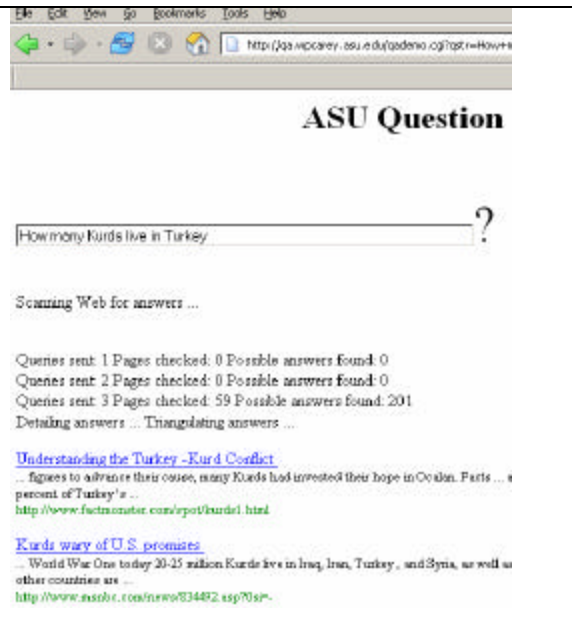 File Edit View Go Bookmarks Tools Help
http://qa.wpcarey.asu.edu/qademo.cgi?qstr=How+
ASU Question
How many Kurds live in Turkey ?
Scanning Web for answers ...
Queries sent: 1 Pages checked: 0 Possible answers found: 0
Queries sent: 2 Pages checked: 0 Possible answers found: 0
Queries sent: 3 Pages checked: 59 Possible answers found: 201
Detailing answers ... Triangulating answers ...
Understanding the Turkey -Kurd Conflict
... figures to advance their cause, many Kurds had invested their hope in Ocalan. Facts ...
percent of Turkey's ...
http://www.factmonster.com/spot/kurds1.html
Kurds wary of U.S. promises
... World War One today 20-25 million Kurds live in Iraq, Iran, Turkey , and Syria, as well as
other countries are ...
http://www.msnbc.com/news/834492.asp?0si=-